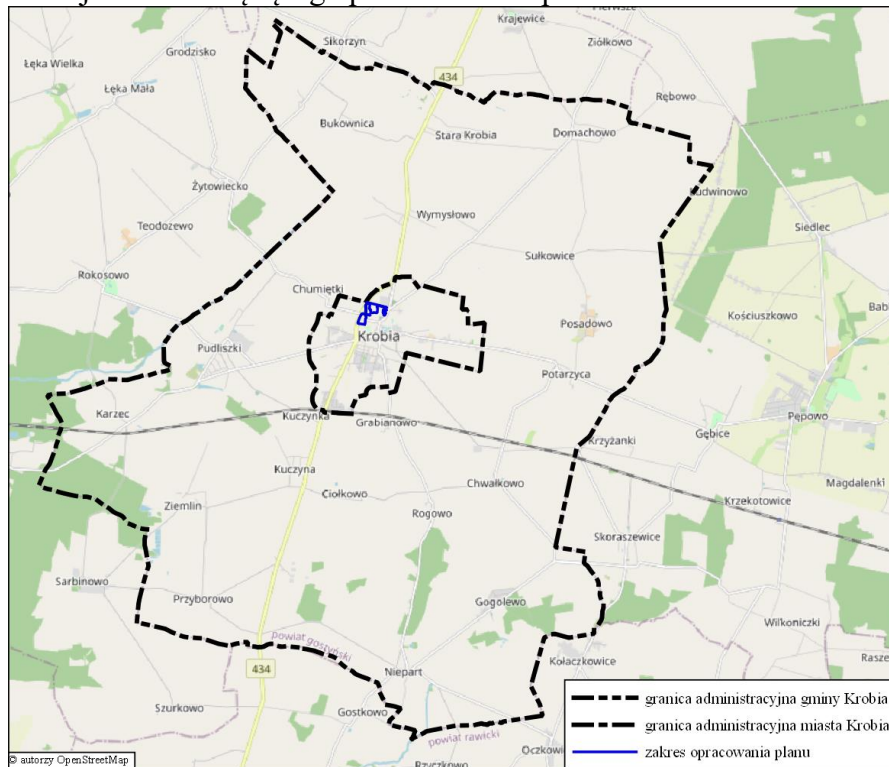 Krajewice
Pierwsze
Sikorzyn
Ziółkowo
Grodzisko
Łęka Wielka
434
Łęka Mała
Rębowo
Bukownica
Stara Krobia
Domachowo
Żytowiecko
Ludwinowo
Wymysłowo
Teodozewo
Siedlec
Sułkowice
Rokosowo
Chumiętki
Kościuszkowo
Posadowo
Krobia
Pudliszki
Potarzyca
Karzec
Kuczynka
Pępowo
Grabianowo
Gębice
Krzyżanki
Kuczyna
Chwałkowo
Magdalenki
Ciołkowo
Krzekotowice
Ziemlin
Rogowo
Skoraszewice
Sarbinowo
Przyborowo
Gogolewo
Wilkoniczki
powiat gostyński
Kołaczkowice
434
Niepart
Szurkowo
Gostkowo
powiat rawicki
granica administracyjna gminy Krobia
granica administracyjna miasta Krobia
zakres opracowania planu
© autorzy OpenStreetMap